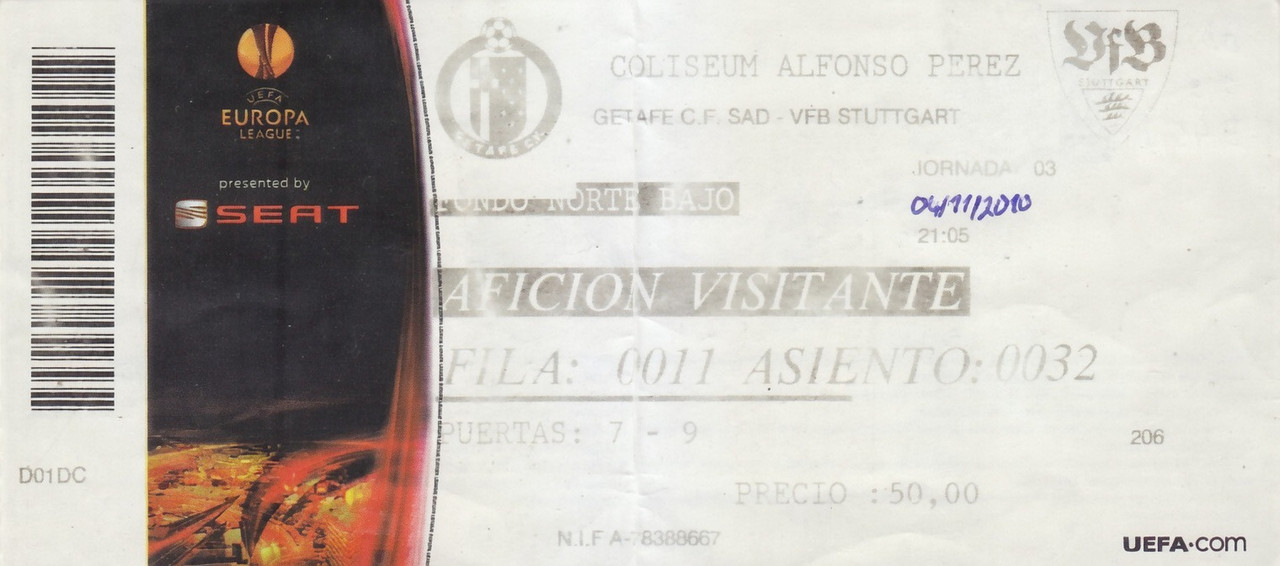 D01DC
UEFA
EUROPA
LEAGUE
presented by
SEAT
GETAFE C.F.
COLISEUM ALFONSO PEREZ
GETAFE C.F. SAD - VFB STUTTGART
VfB
STUTTGART
JORNADA 03
FONDO NORTE BAJO
04/11/2010
21:05
AFICION VISITANTE
FILA: 0011 ASIENTO: 0032
PUERTAS: 7 - 9
206
PRECIO :50,00
N.I.F A-78388667
UEFA.com